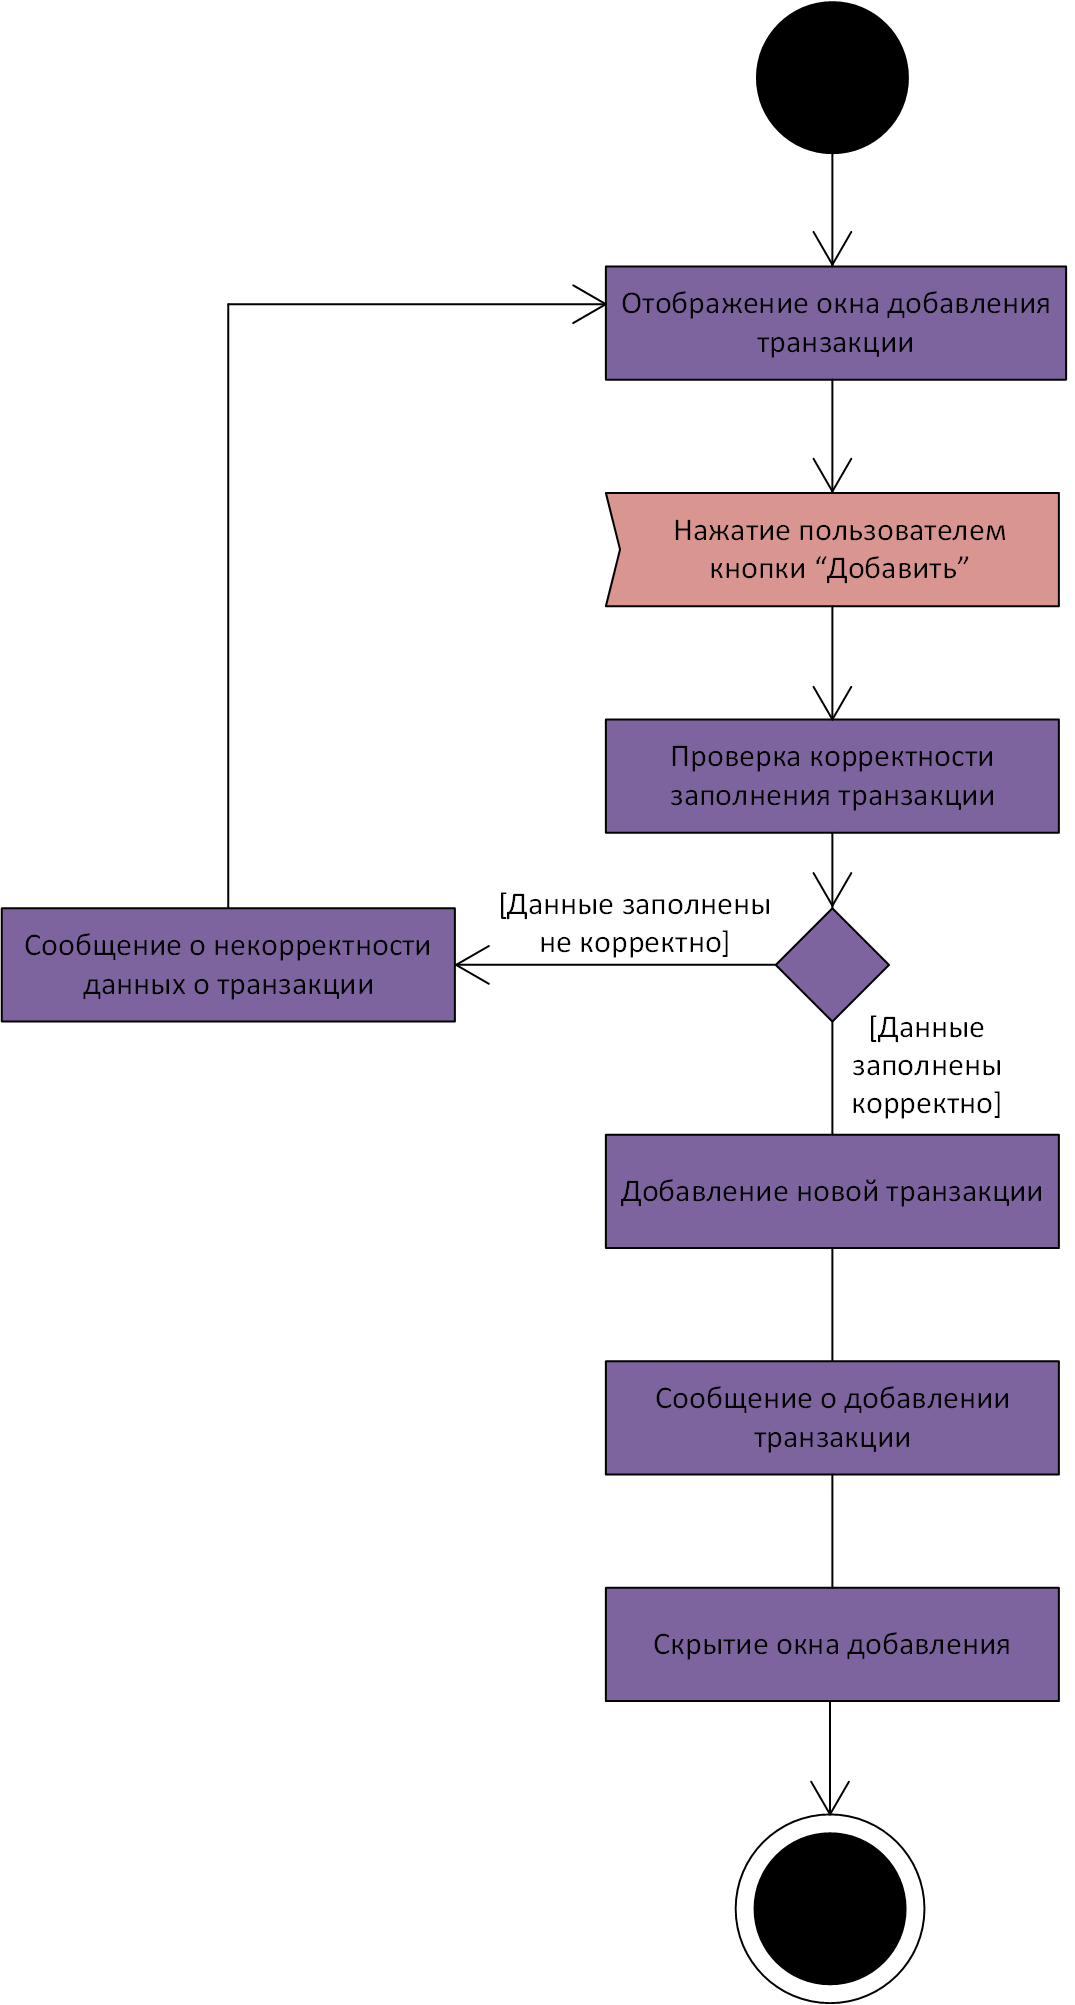 Отображение окна добавления
транзакции
Нажатие пользователем
кнопки “Добавить”
Проверка корректности
заполнения транзакции
[Данные заполнены
не корректно]
Сообщение о некорректности
данных о транзакции
[Данные
заполнены
корректно]
Добавление новой транзакции
Сообщение о добавлении
транзакции
Скрытие окна добавления